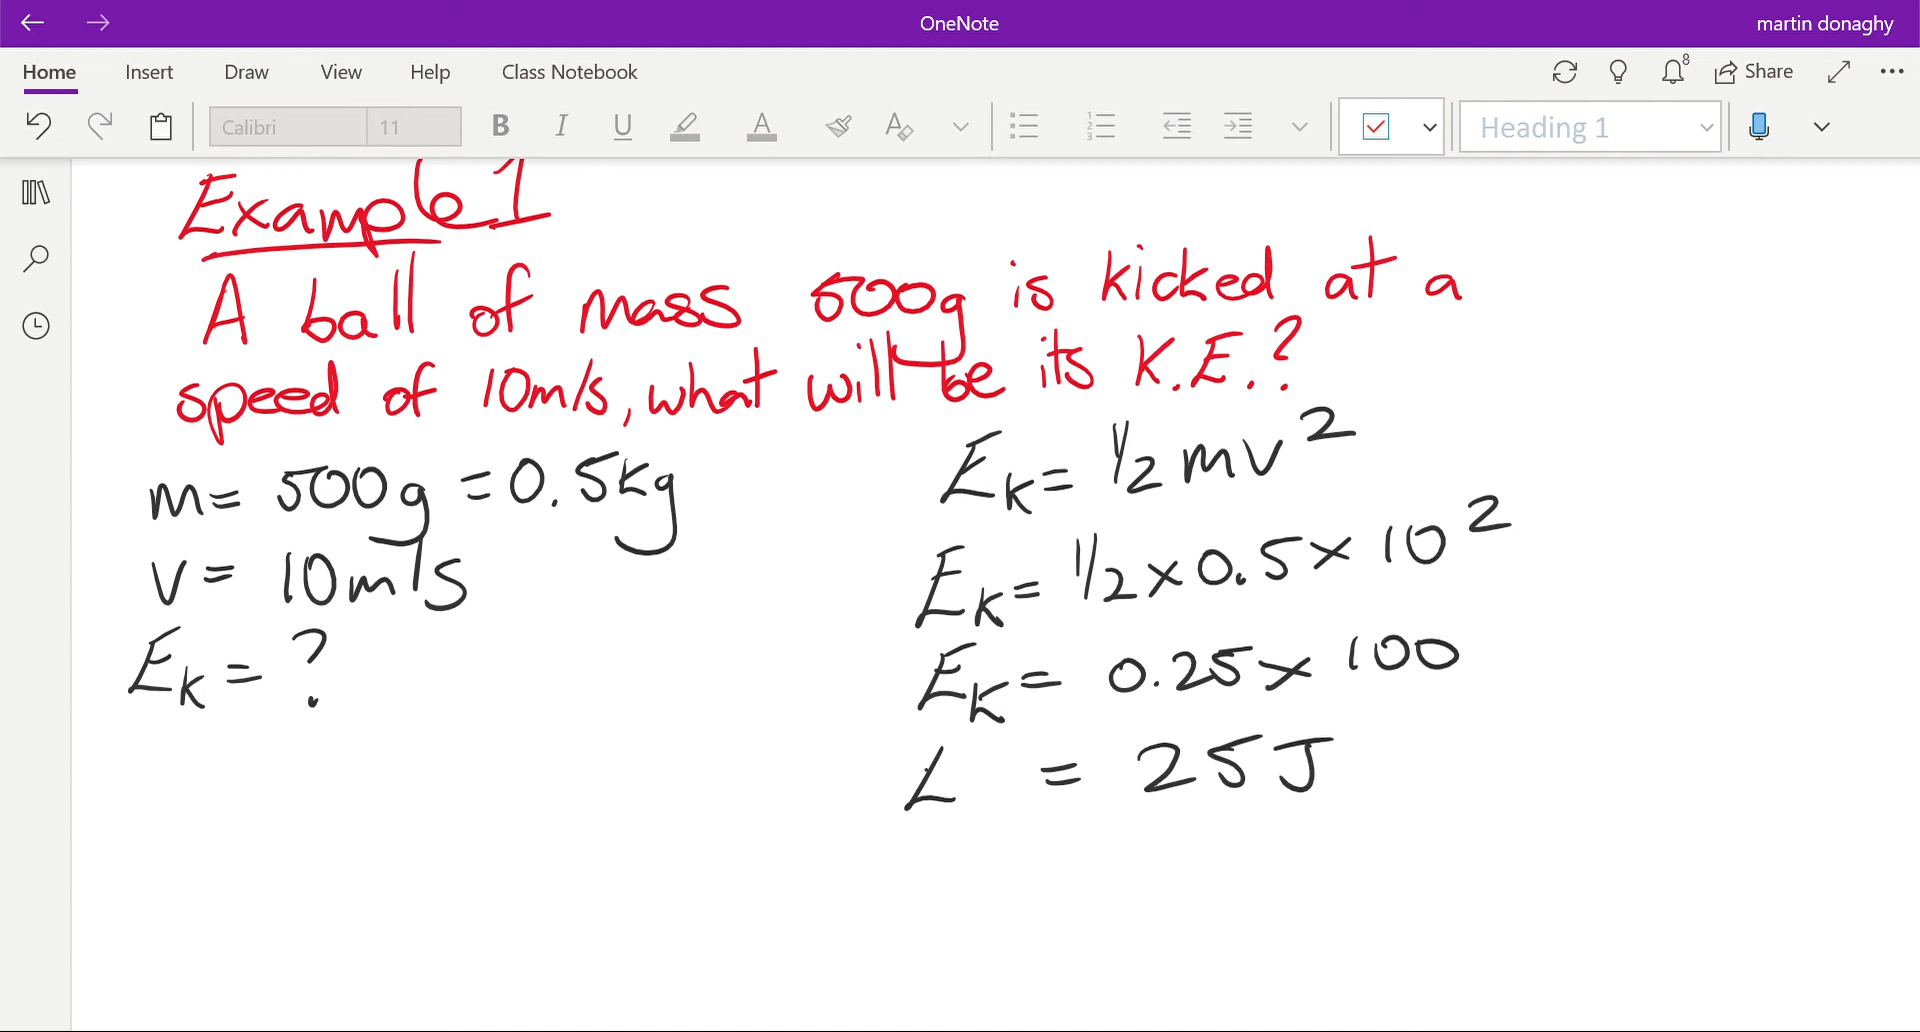 OneNote
martin donaghy
Home Insert Draw View Help Class Notebook
8 Share
Calibri 11 B I U A A Heading 1
Example 1
A ball of mass 500g is kicked at a
speed of 10m/s, what will be its K.E.?
m= 500g = 0.5kg
v= 10m/s
EK = ?
EK= 1/2 mv²
EK= 1/2 × 0.5 × 10²
EK= 0.25 × 100
L = 25J